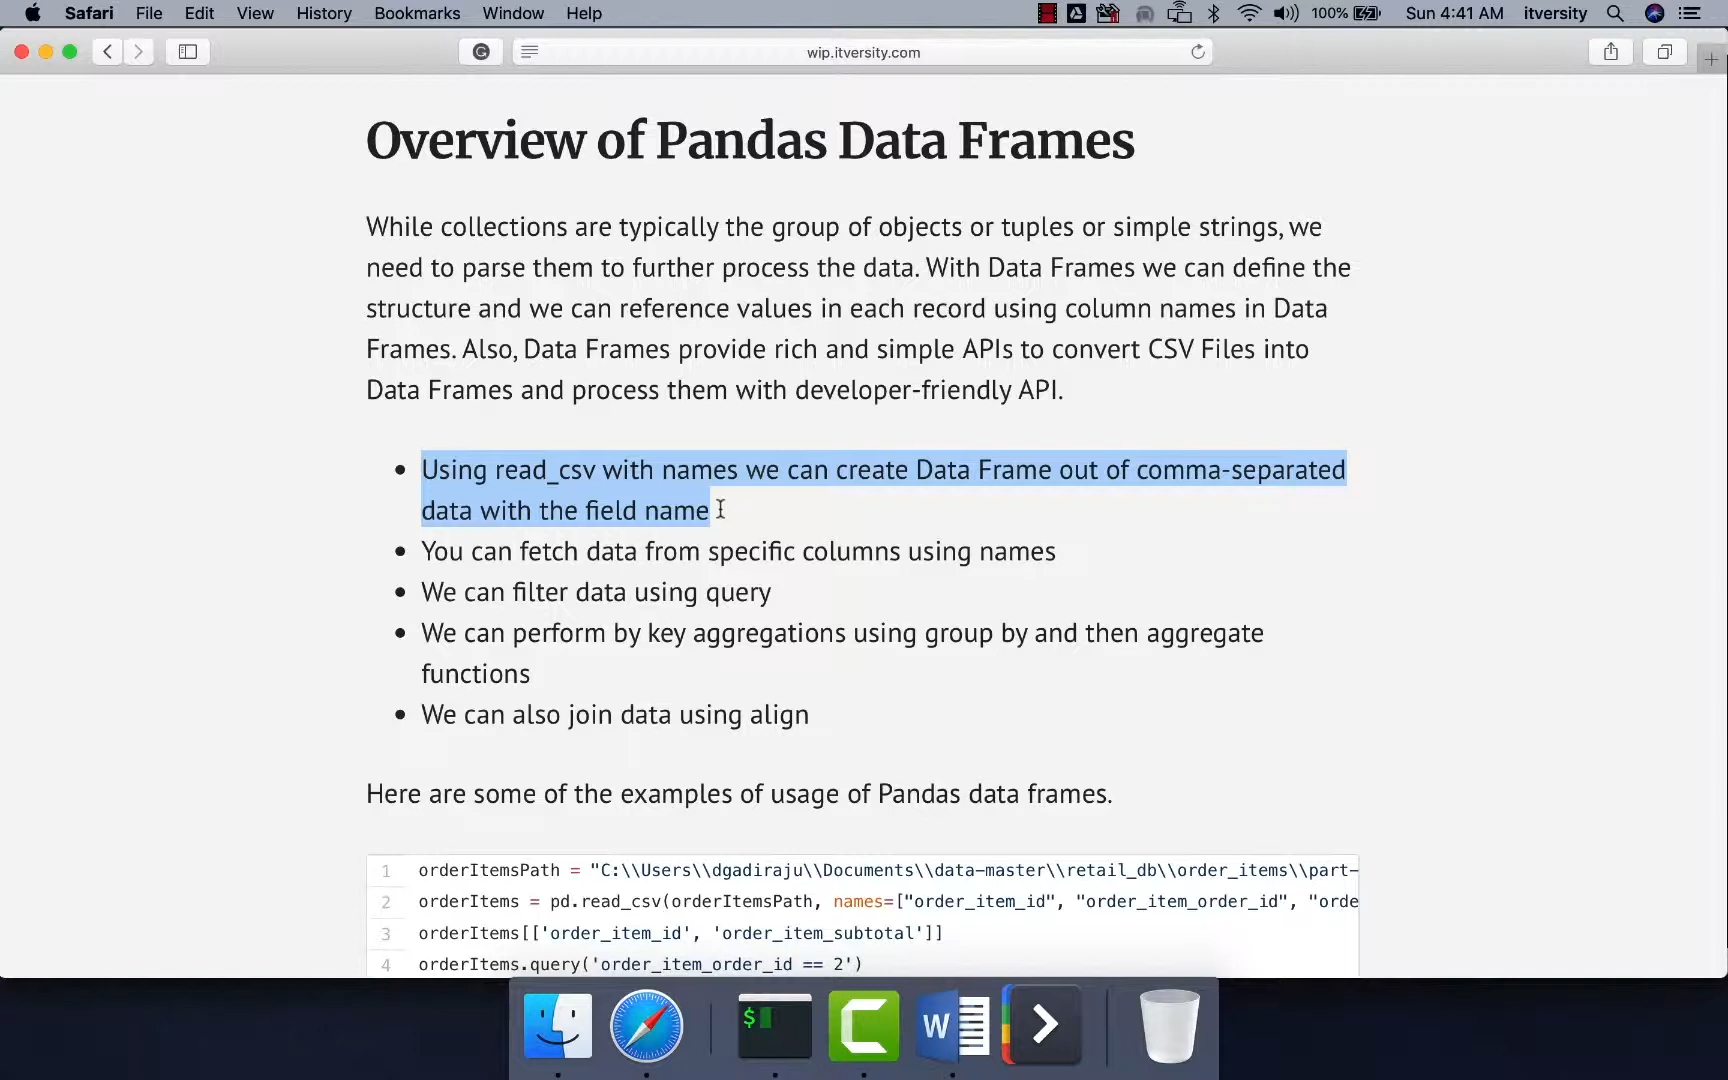 Safari File Edit View History Bookmarks Window Help 100% Sun 4:41 AM itversity
wip.itversity.com
Overview of Pandas Data Frames
While collections are typically the group of objects or tuples or simple strings, we
need to parse them to further process the data. With Data Frames we can define the
structure and we can reference values in each record using column names in Data
Frames. Also, Data Frames provide rich and simple APIs to convert CSV Files into
Data Frames and process them with developer-friendly API.
• Using read_csv with names we can create Data Frame out of comma-separated
data with the field name
• You can fetch data from specific columns using names
• We can filter data using query
• We can perform by key aggregations using group by and then aggregate
functions
• We can also join data using align
Here are some of the examples of usage of Pandas data frames.
1 orderItemsPath = "C:\\Users\\dgadiraju\\Documents\\data-master\\retail_db\\order_items\\part-
2 orderItems = pd.read_csv(orderItemsPath, names=["order_item_id", "order_item_order_id", "orde
3 orderItems[['order_item_id', 'order_item_subtotal']]
4 orderItems.query('order_item_order_id == 2')
$ W